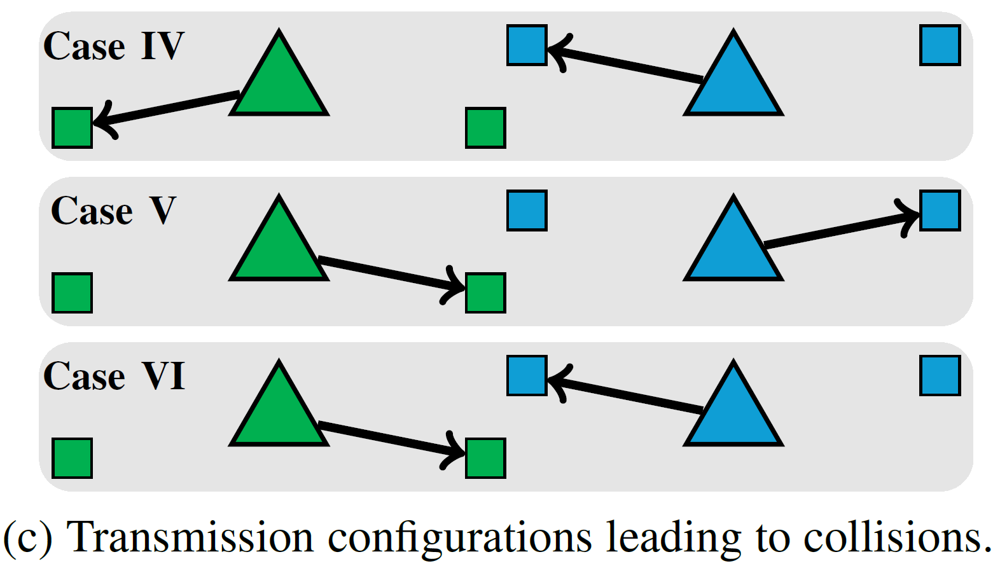 Case IV
Case V
Case VI
(c) Transmission configurations leading to collisions.